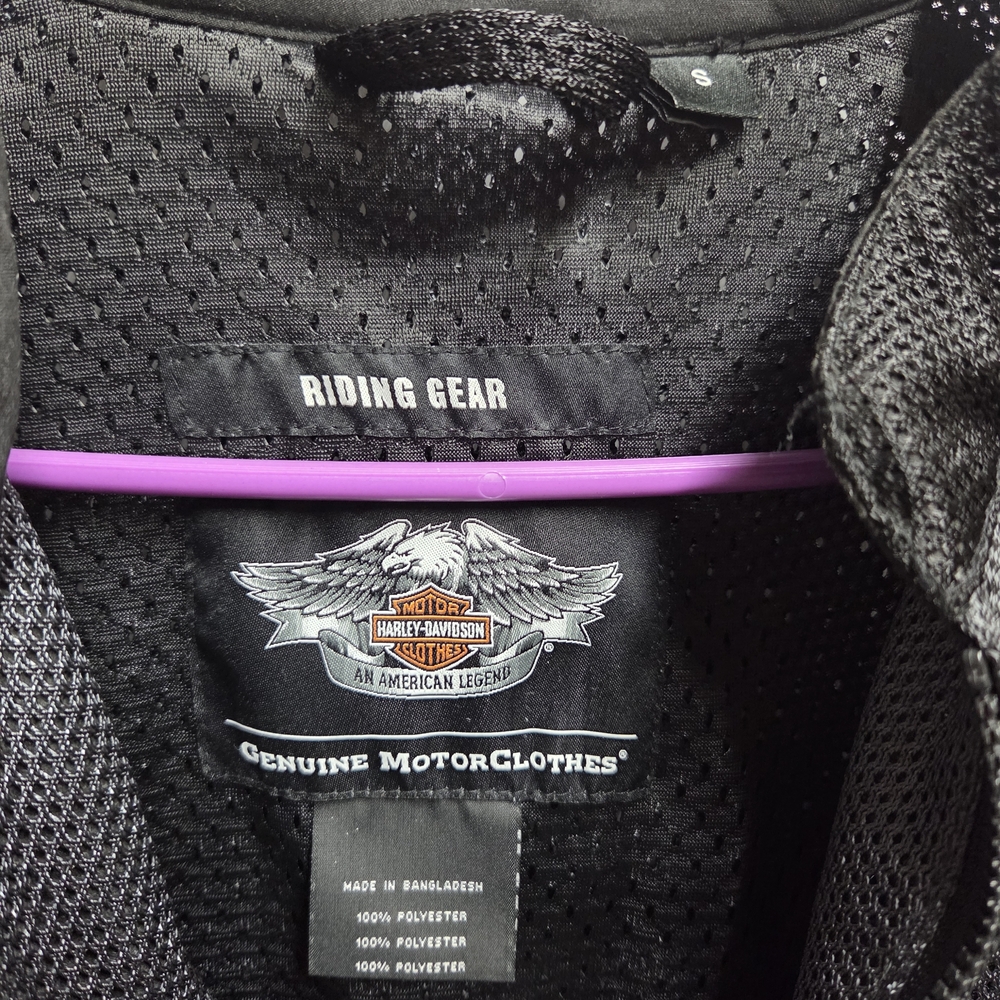 S
RIDING GEAR
MOTOR
HARLEY-DAVIDSON
CLOTHES
®
AN AMERICAN LEGEND
GENUINE MOTORCLOTHES®
MADE IN BANGLADESH
100% POLYESTER
100% POLYESTER
100% POLYESTER